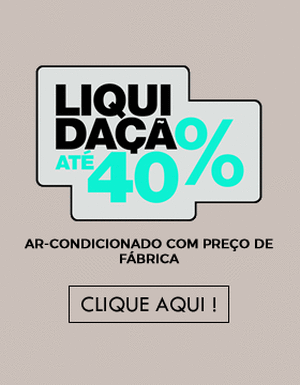 LIQUI
DAÇÃO%
ATÉ 40
AR-CONDICIONADO COM PREÇO DE
FÁBRICA
CLIQUE AQUI !